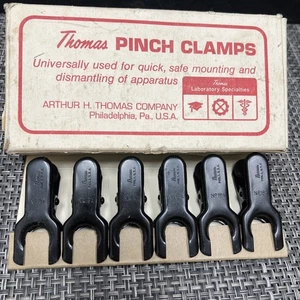 Thomas PINCH CLAMPS
Universally used for quick, safe mounting and
dismantling of apparatus
Thomas
Laboratory Specialties
ARTHUR H. THOMAS COMPANY
Philadelphia, Pa., U.S.A.